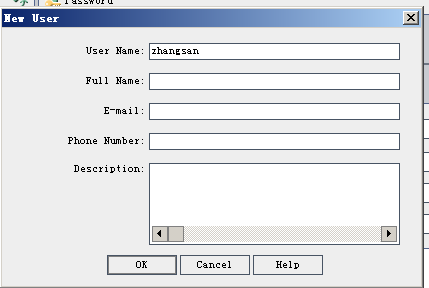 Password
New User
User Name: zhangsan
Full Name:
E-mail:
Phone Number:
Description:
OK Cancel Help